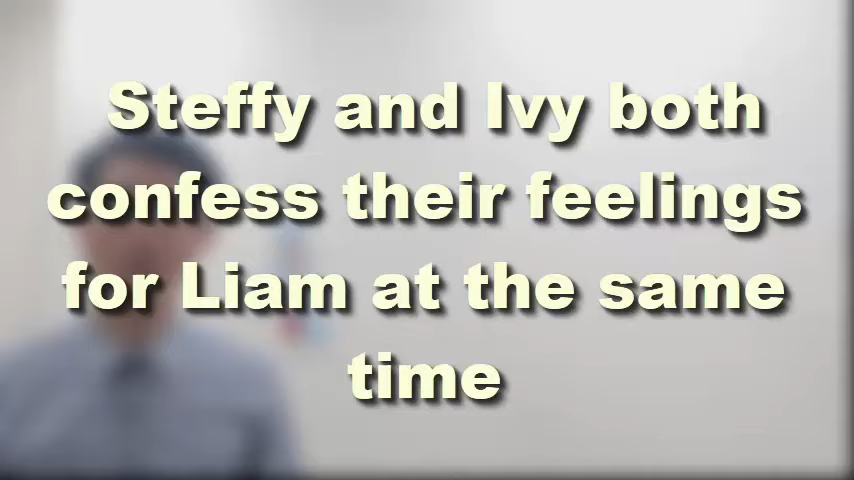 Steffy and Ivy both
confess their feelings
for Liam at the same
time